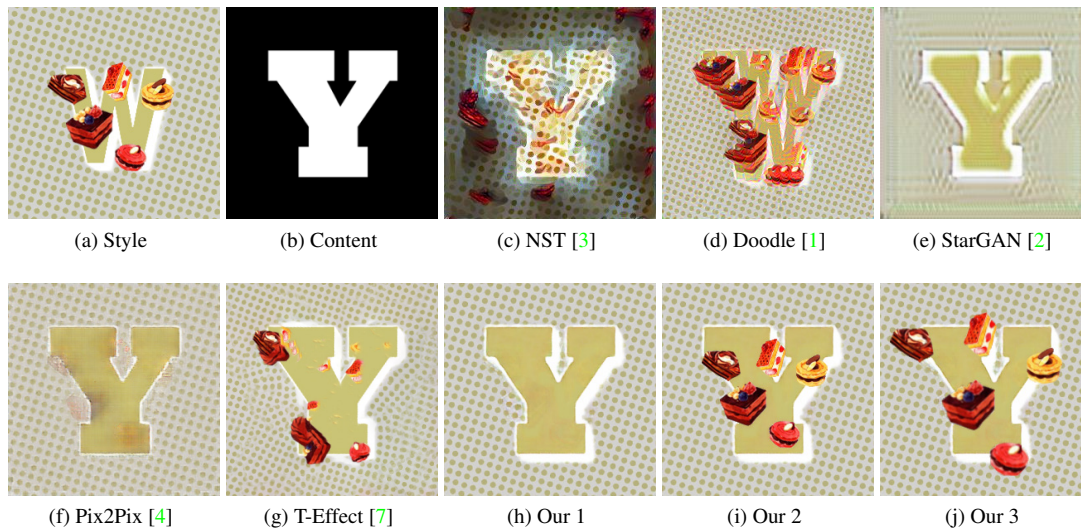 W Y Y W Y
(a) Style (b) Content (c) NST [3] (d) Doodle [1] (e) StarGAN [2]
Y Y Y Y Y
(f) Pix2Pix [4] (g) T-Effect [7] (h) Our 1 (i) Our 2 (j) Our 3